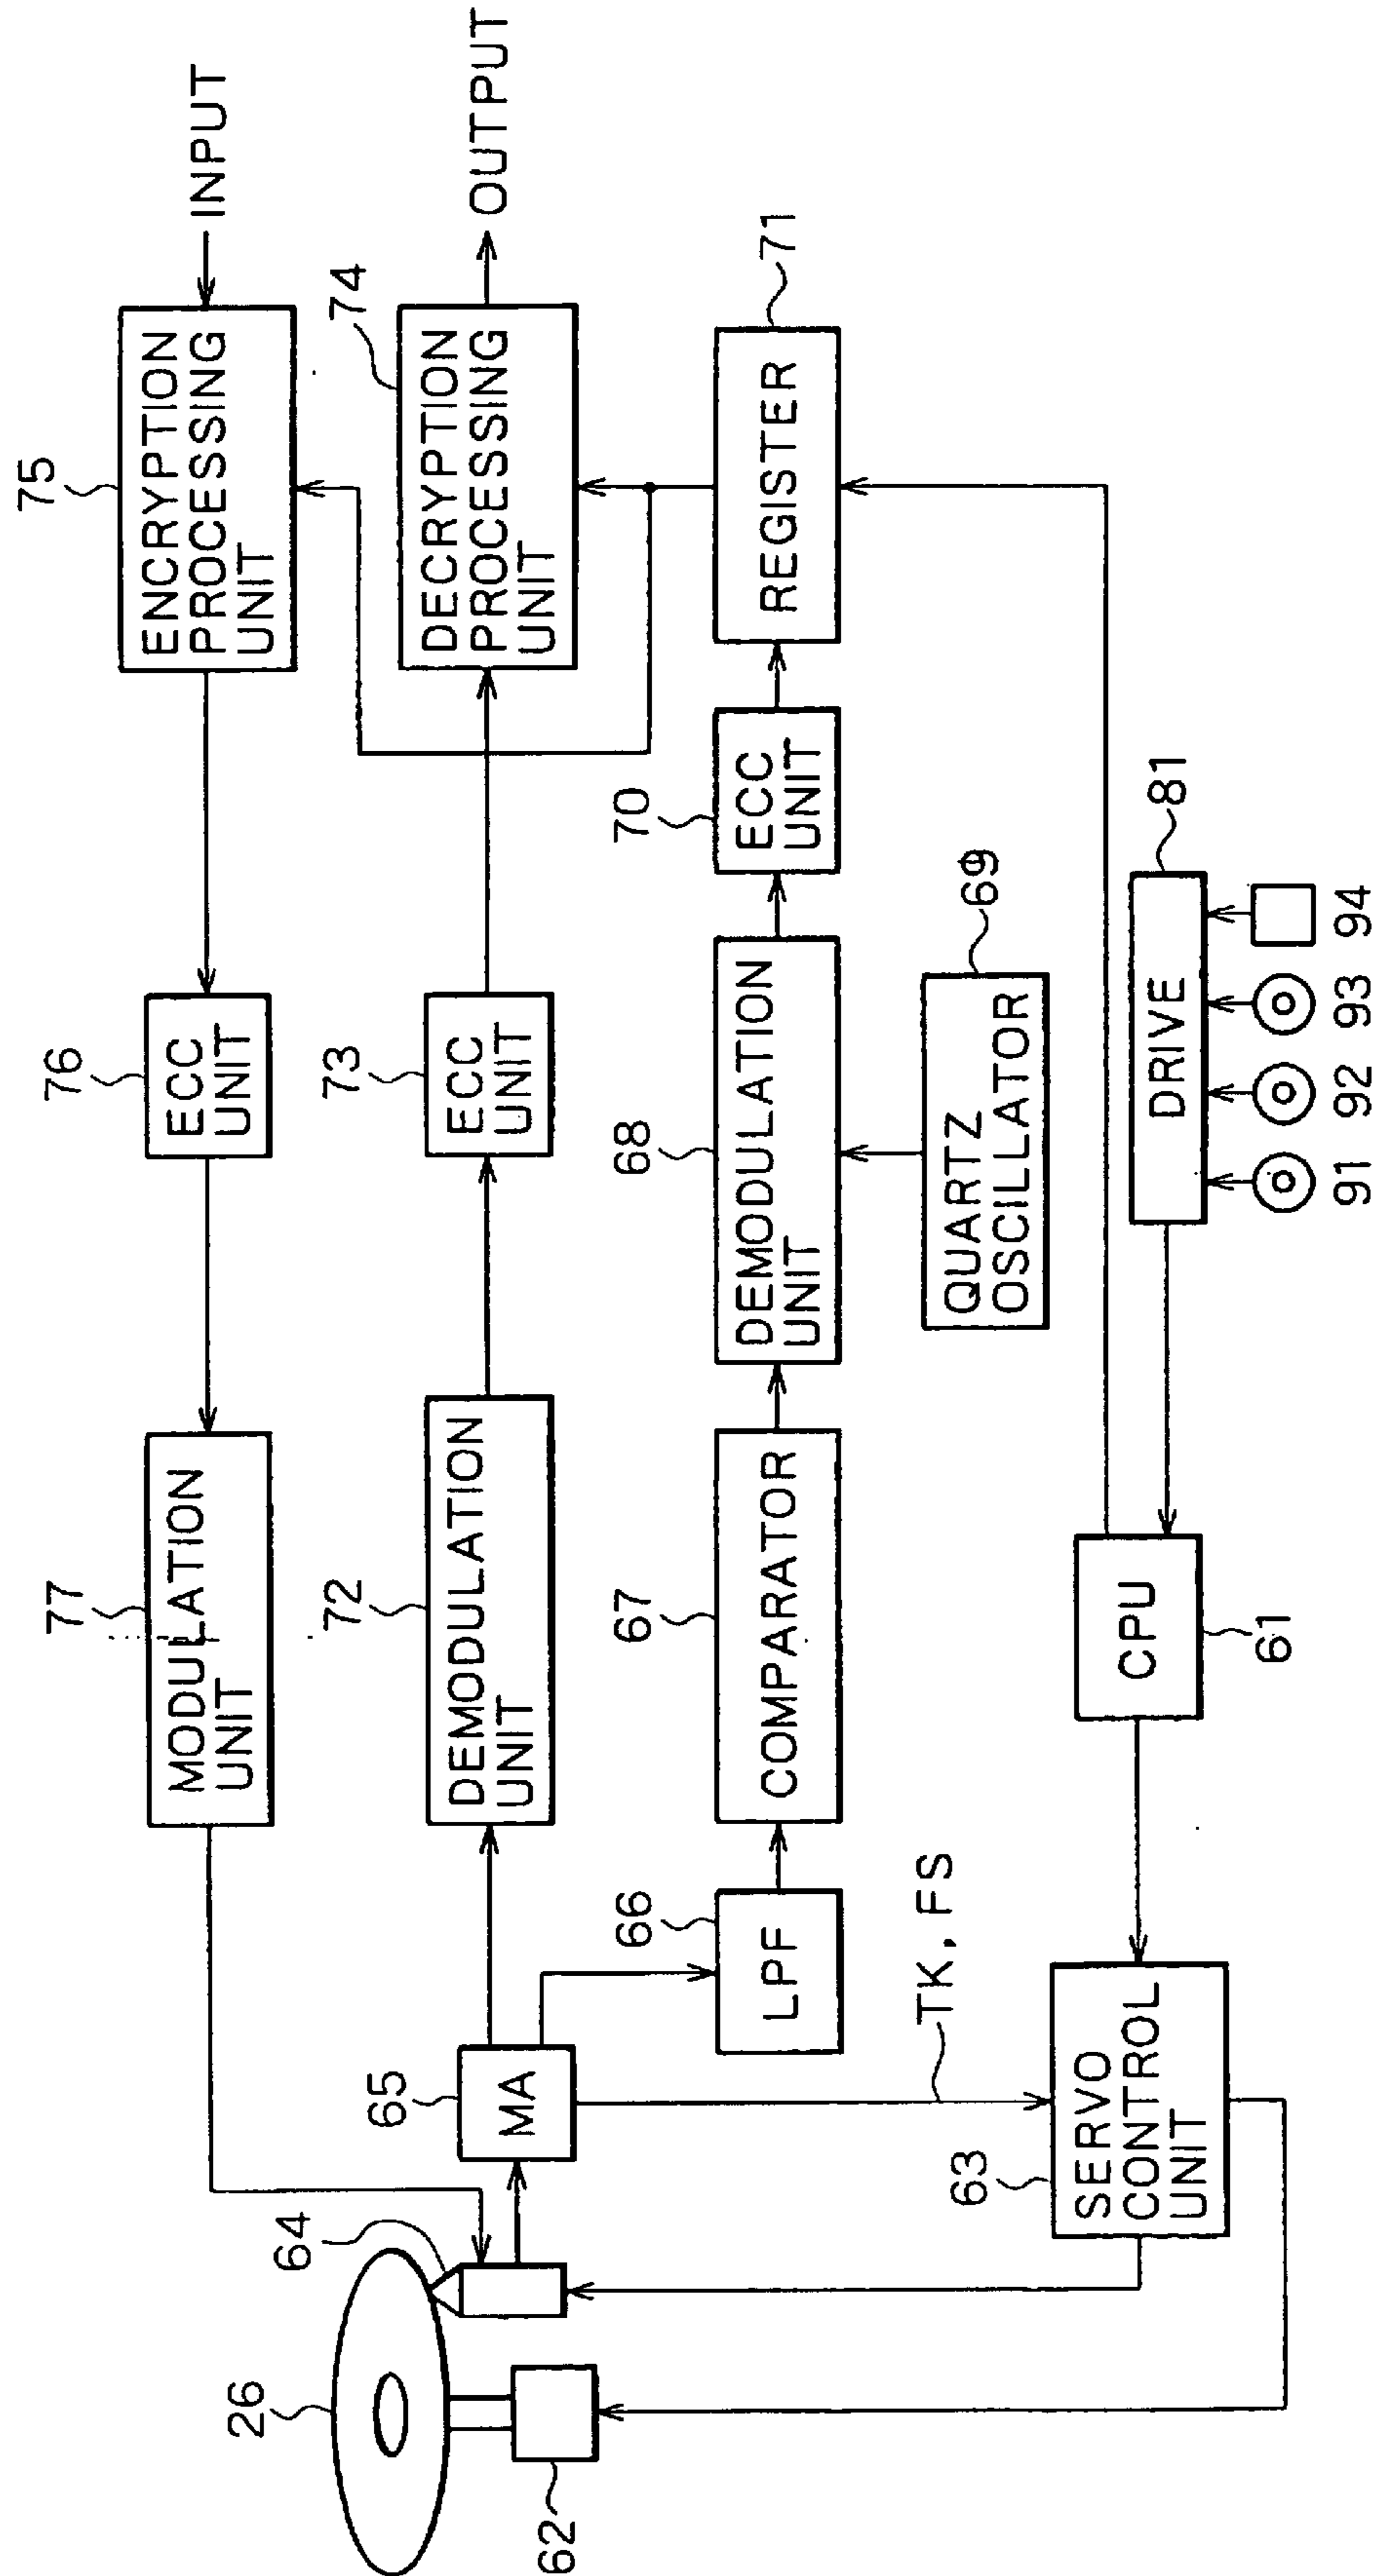 75
ENCRYPTION
PROCESSING
UNIT
INPUT
76
ECC
UNIT
77
MODULATION
UNIT
74
DECRYPTION
PROCESSING
UNIT
OUTPUT
73
ECC
UNIT
72
DEMODULATION
UNIT
65
MA
64
26
62
66
LPF
67
COMPARATOR
68
DEMODULATION
UNIT
70
ECC
UNIT
REGISTER
71
QUARTZ
OSCILLATOR
69
TK, FS
63
SERVO
CONTROL
UNIT
CPU
61
DRIVE
81
91
92
93
94